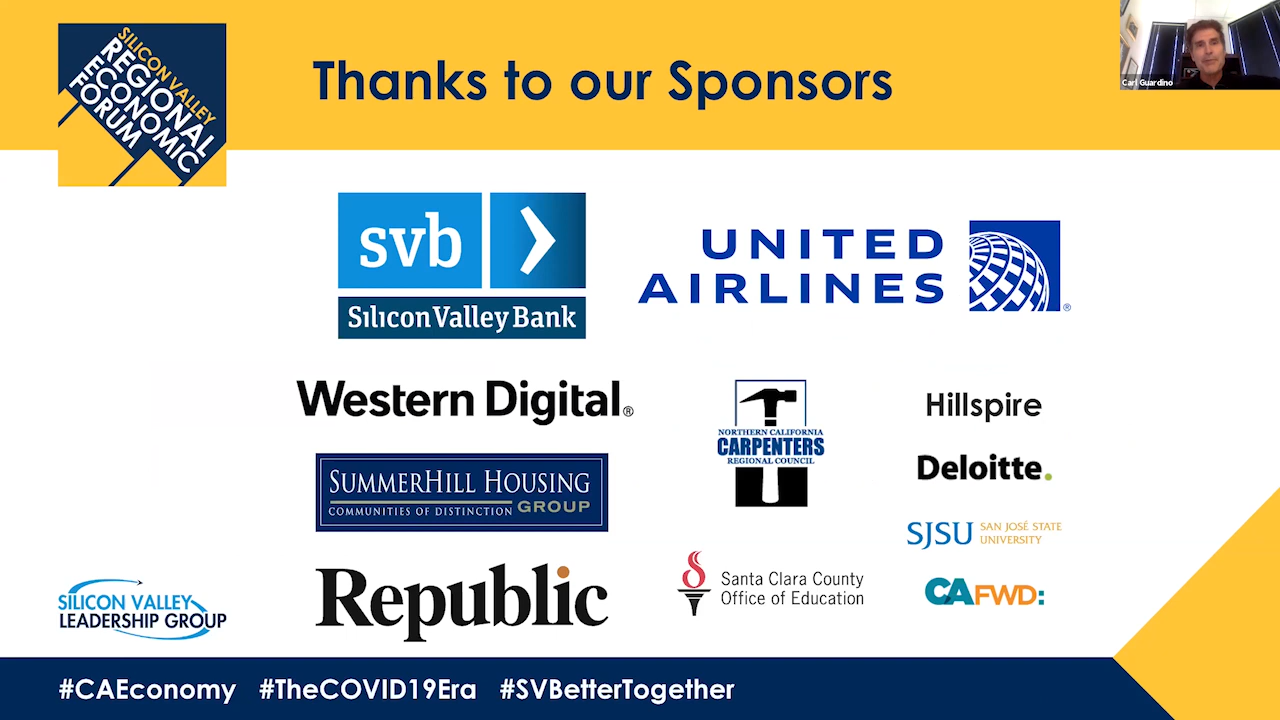 SILICON VALLEY
REGIONAL
ECONOMIC
FORUM
Thanks to our Sponsors
Carl Guardino
svb
Silicon Valley Bank
UNITED
AIRLINES®
Western Digital®
NORTHERN CALIFORNIA
CARPENTERS
REGIONAL COUNCIL
Hillspire
Deloitte.
SUMMERHILL HOUSING
COMMUNITIES OF DISTINCTION GROUP
SJSU SAN JOSÉ STATE
UNIVERSITY
Republic
Santa Clara County
Office of Education
CAFWD:
SILICON VALLEY
LEADERSHIP GROUP
#CAEconomy #TheCOVID19Era #SVBetterTogether